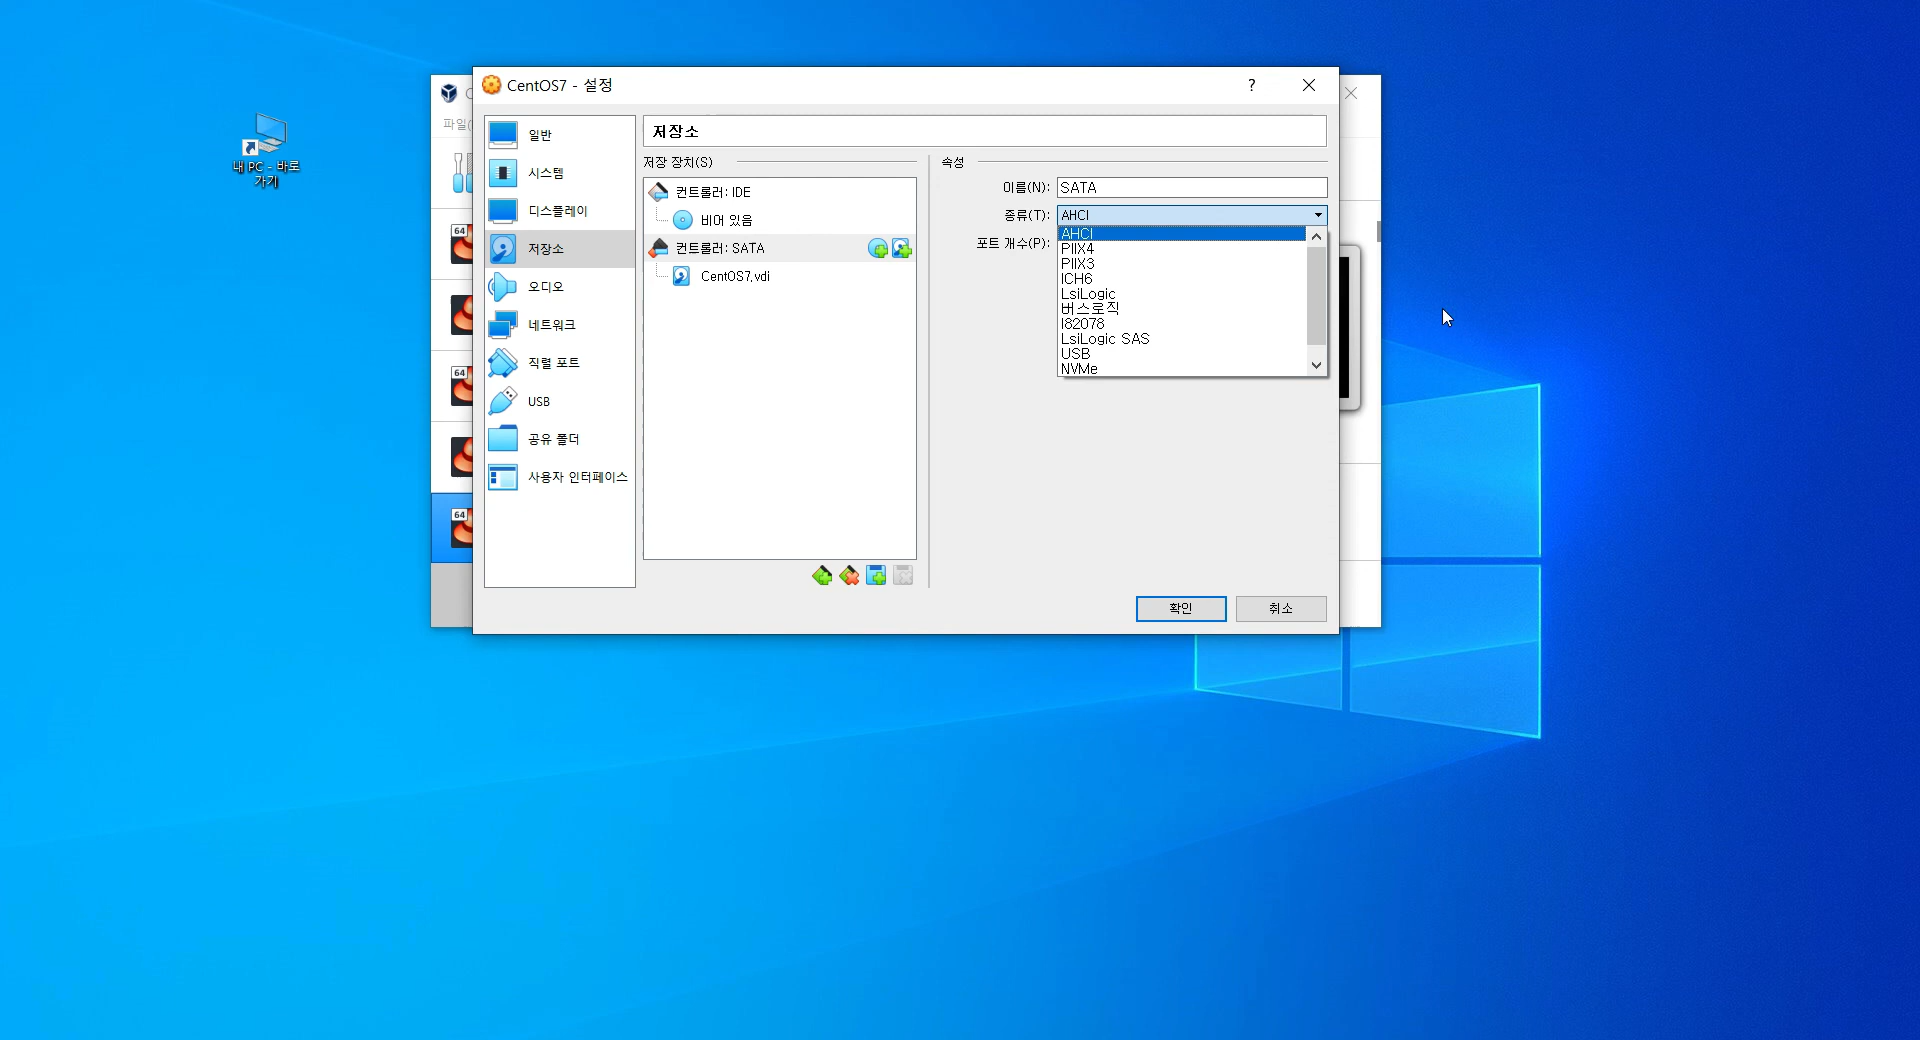 내 PC - 바로
가기
파일(
CentOS7 - 설정
?
일반
시스템
디스플레이
저장소
오디오
네트워크
직렬 포트
USB
공유 폴더
사용자 인터페이스
저장소
저장 장치(S)
컨트롤러: IDE
비어 있음
컨트롤러: SATA
CentOS7.vdi
속성
이름(N): SATA
종류(T): AHCI
포트 개수(P):
AHCI
PIIX4
PIIX3
ICH6
LsiLogic
버스로직
I82078
LsiLogic SAS
USB
NVMe
확인
취소
64
64
64